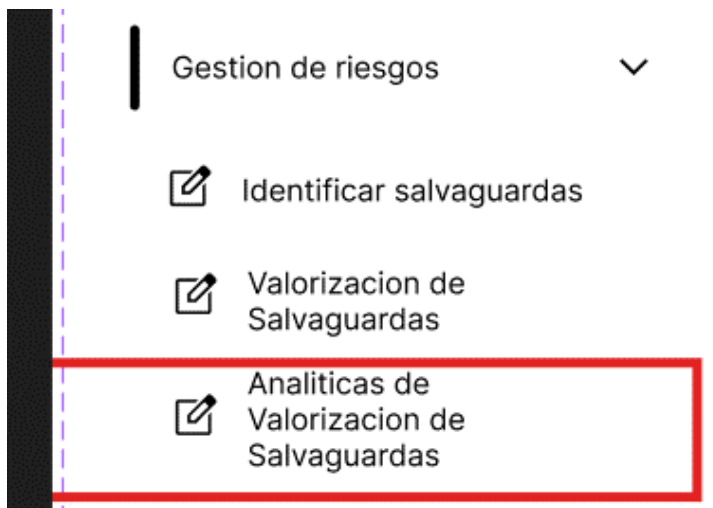 Gestion de riesgos
Identificar salvaguardas
Valorizacion de
Salvaguardas
Analiticas de
Valorizacion de
Salvaguardas